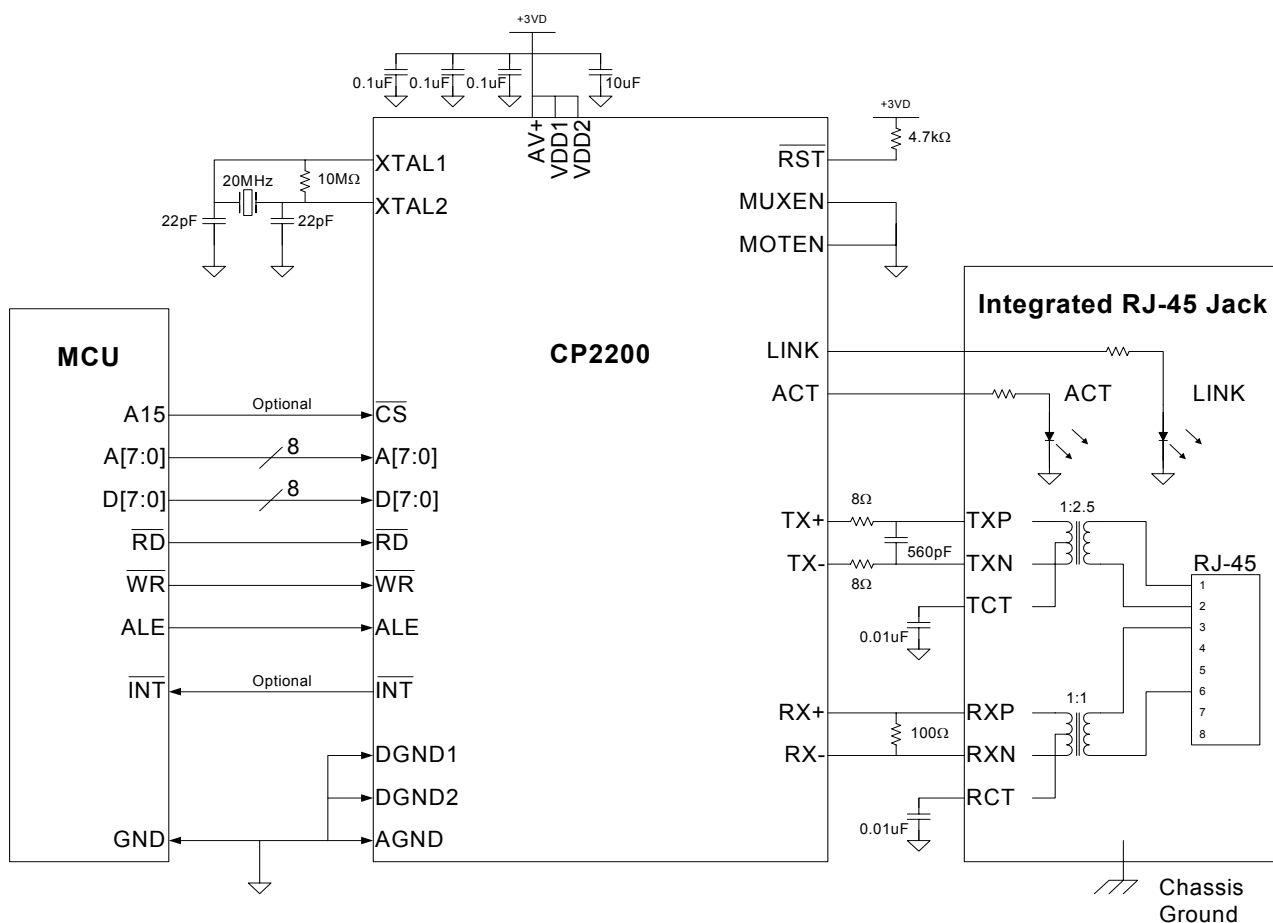 +3VD
0.1uF
0.1uF
0.1uF
10uF
+3VD
4.7kΩ
AV+
VDD1
VDD2
XTAL1
XTAL2
20MHz
10MΩ
22pF
22pF
RST
MUXEN
MOTEN
Integrated RJ-45 Jack
MCU
CP2200
LINK
ACT
ACT
LINK
A15
Optional
CS
A[7:0]
8
A[7:0]
D[7:0]
8
D[7:0]
RD
RD
WR
WR
ALE
ALE
INT
Optional
INT
DGND1
DGND2
GND
AGND
TX+
8Ω
TXP
1:2.5
560pF
TX-
8Ω
TXN
TCT
0.01uF
RJ-45
1
2
3
4
5
6
7
8
RX+
RXP
1:1
100Ω
RX-
RXN
RCT
0.01uF
Chassis
Ground